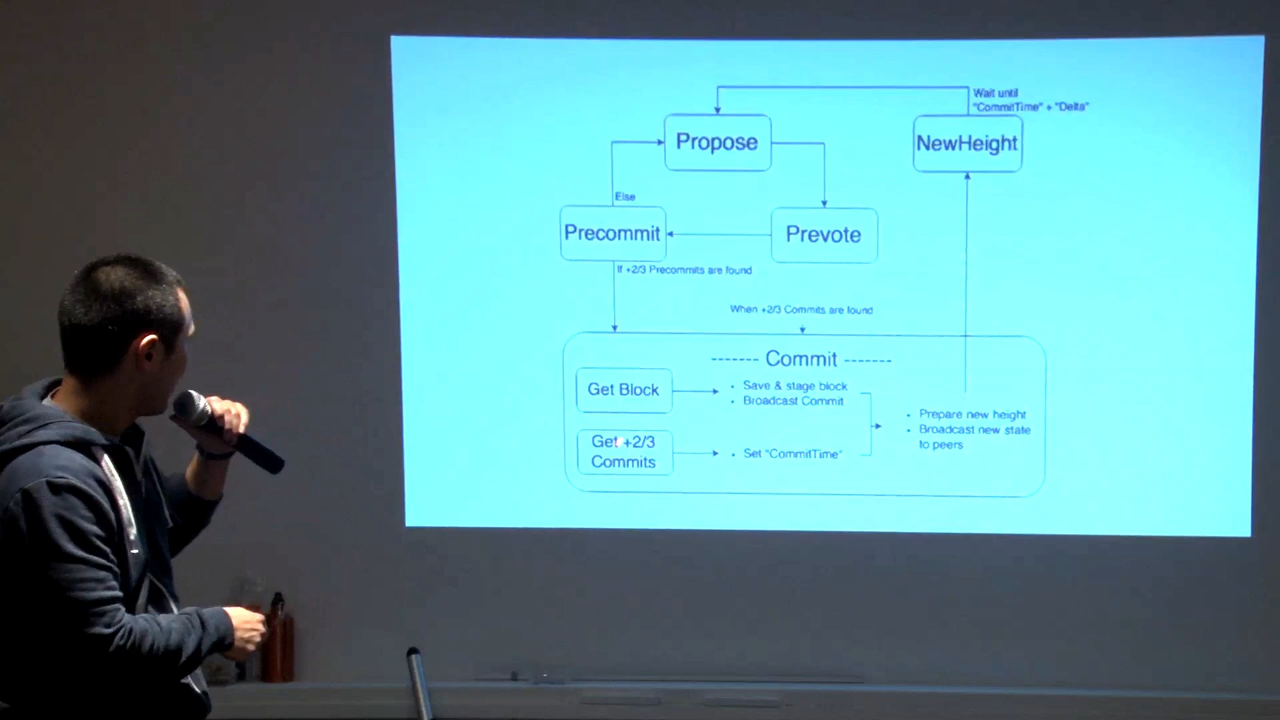 Wait until
"CommitTime" + "Delta"
Propose
NewHeight
Else
Precommit
Prevote
If +2/3 Precommits are found
When +2/3 Commits are found
------- Commit -------
Get Block
• Save & stage block
• Broadcast Commit
Get +2/3
Commits
• Set "CommitTime"
• Prepare new height
• Broadcast new state
to peers